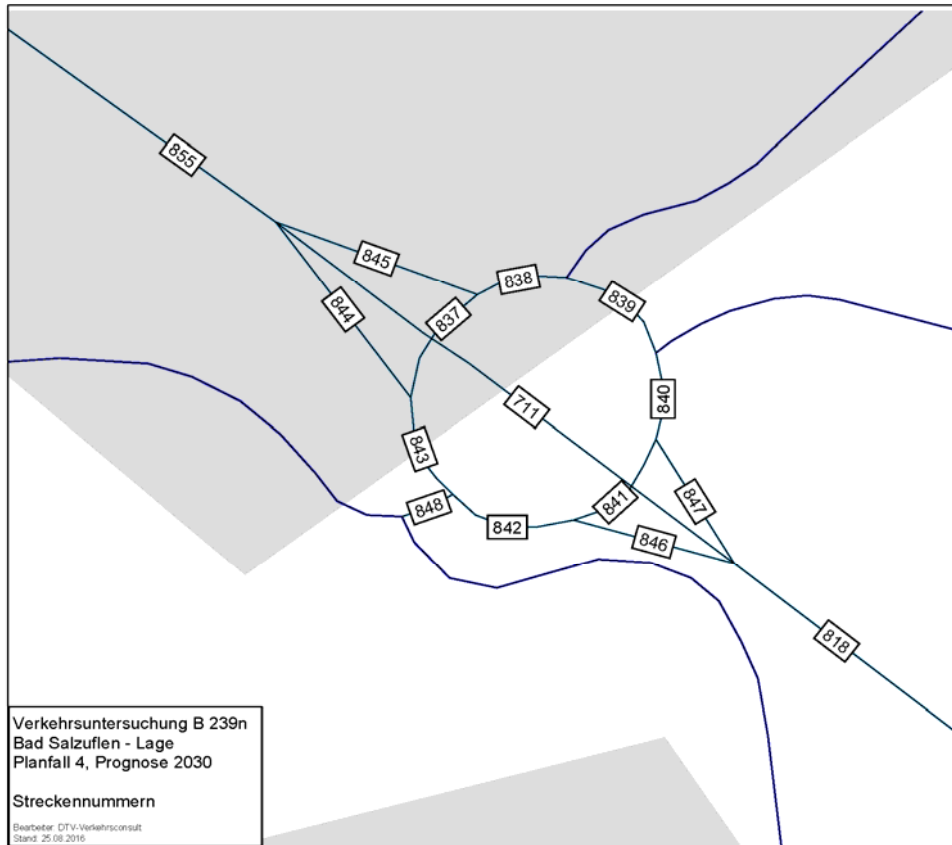 855
845
838
839
844
837
840
711
843
848
842
841
847
846
818
Verkehrsuntersuchung B 239n
Bad Salzuflen - Lage
Planfall 4, Prognose 2030
Streckennummern
Bearbeiter: DTV-Verkehrsconsult
Stand: 25.08.2016